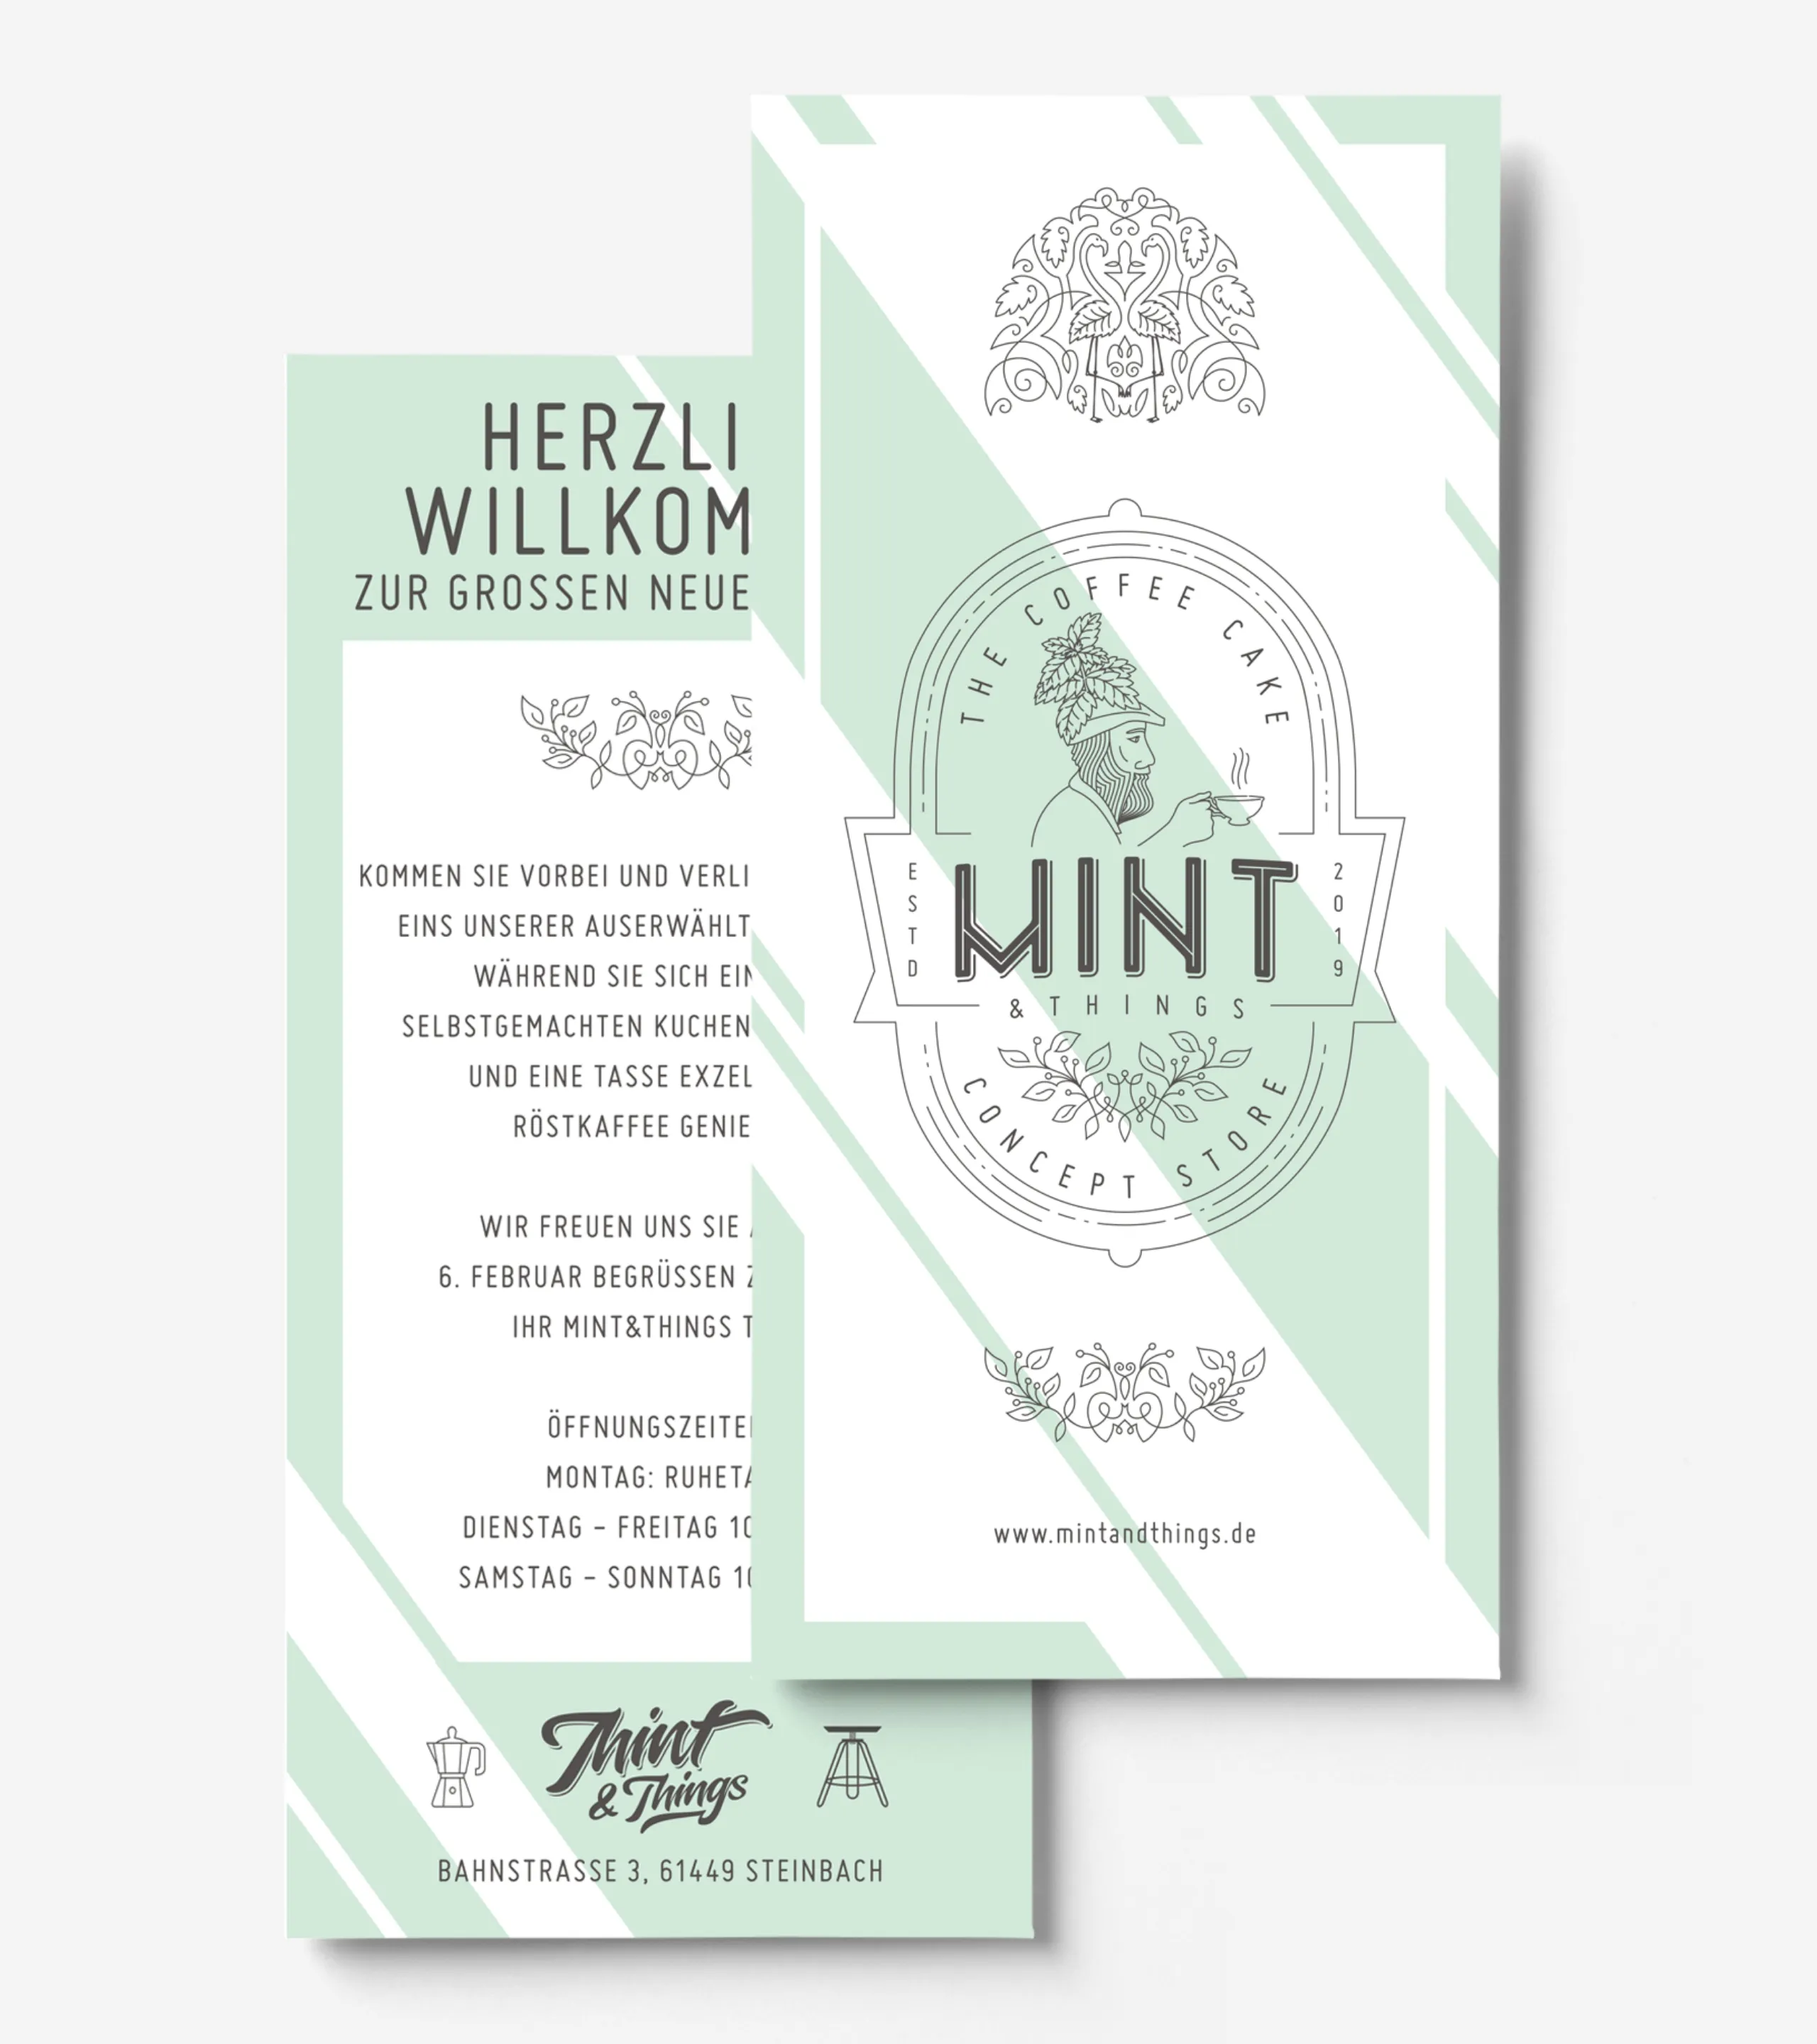 HERZLI
WILLKOM
ZUR GROSSEN NEUE
KOMMEN SIE VORBEI UND VERLI
EINS UNSERER AUSERWÄHLT
WÄHREND SIE SICH EIN
SELBSTGEMACHTEN KUCHEN
UND EINE TASSE EXZEL
RÖSTKAFFEE GENIE
WIR FREUEN UNS SIE
6. FEBRUAR BEGRÜSSEN Z
IHR MINT&THINGS T
ÖFFNUNGSZEITE
MONTAG: RUHETA
DIENSTAG – FREITAG 10
SAMSTAG – SONNTAG 10
Mint
& Things
BAHNSTRASSE 3, 61449 STEINBACH
THE COFFEE CAKE
ESTD
MINT
2019
& THINGS
CONCEPT STORE
www.mintandthings.de